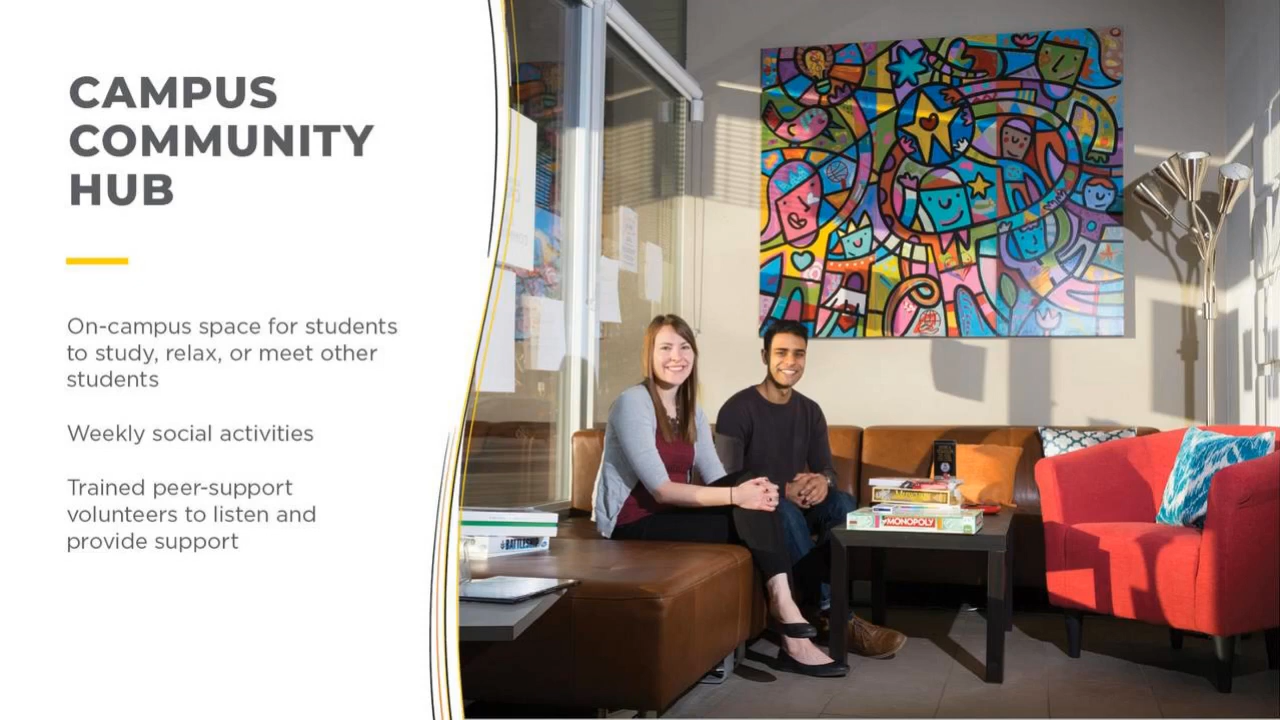 CAMPUS
COMMUNITY
HUB
On-campus space for students
to study, relax, or meet other
students
Weekly social activities
Trained peer-support
volunteers to listen and
provide support
BATTLESHIP
MONOPOLY